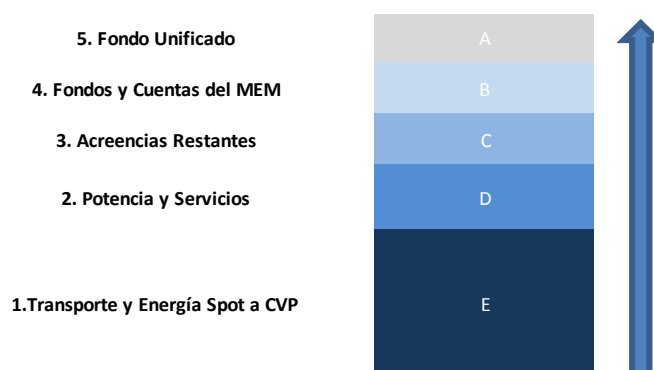 5. Fondo Unificado
A
4. Fondos y Cuentas del MEM
B
3. Acreencias Restantes
C
2. Potencia y Servicios
D
1.Transporte y Energía Spot a CVP
E